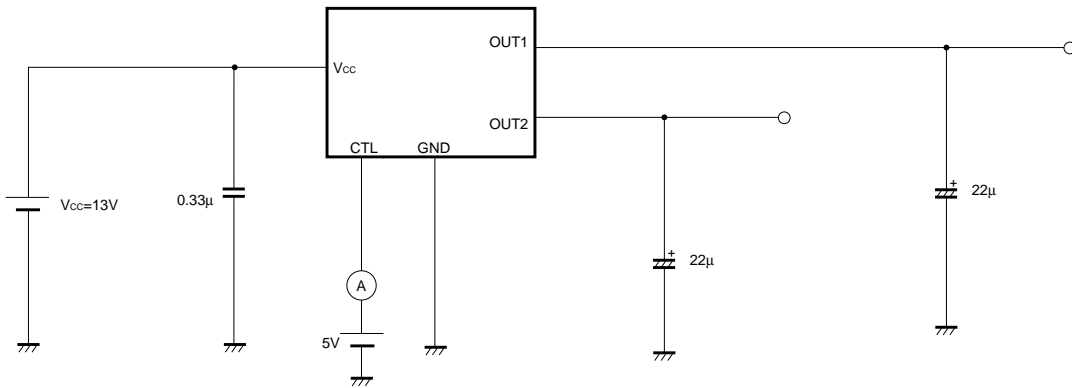 OUT1
Vcc
OUT2
CTL GND
+
22μ
0.33μ
Vcc=13V
+
22μ
A
5V